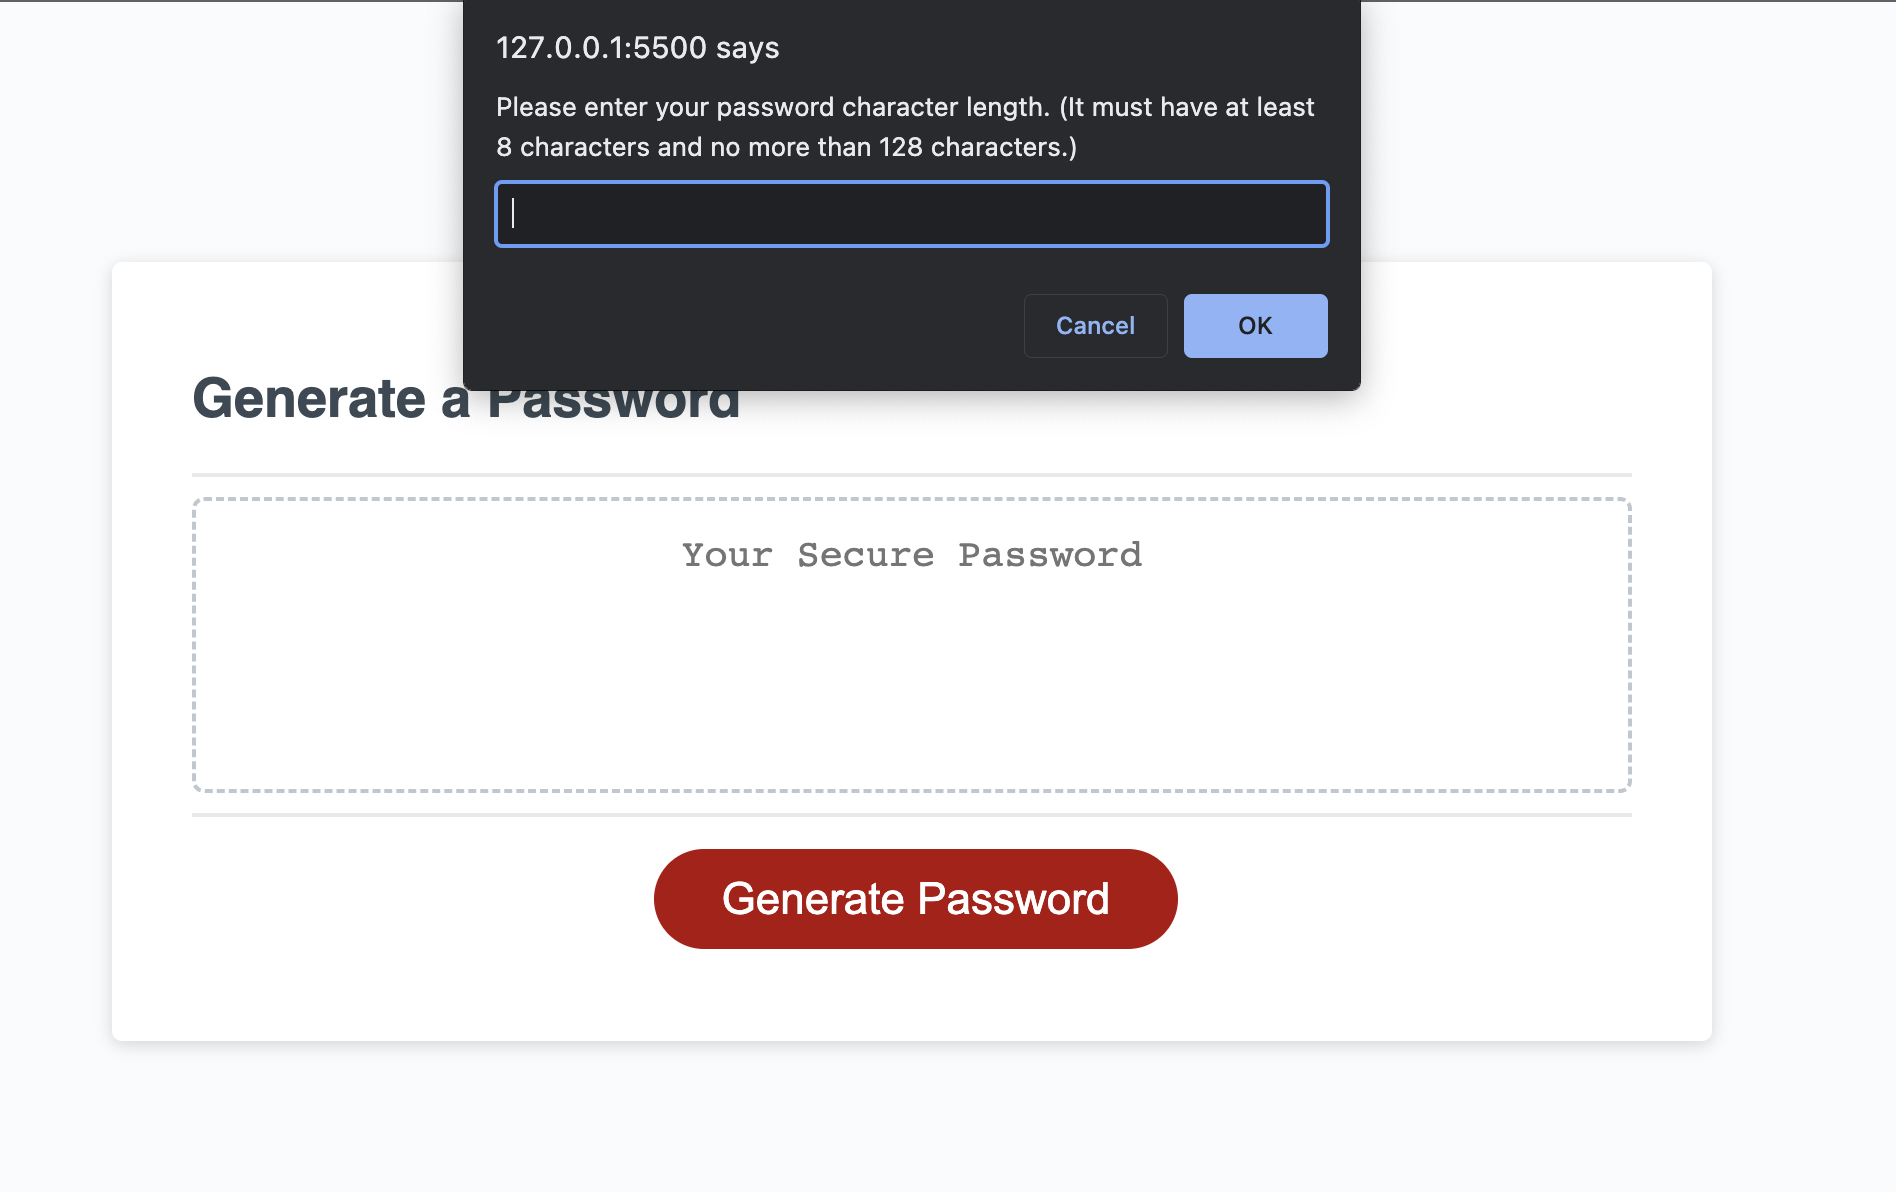 127.0.0.1:5500 says
Please enter your password character length. (It must have at least
8 characters and no more than 128 characters.)
Cancel
OK
Generate a Password
Your Secure Password
Generate Password